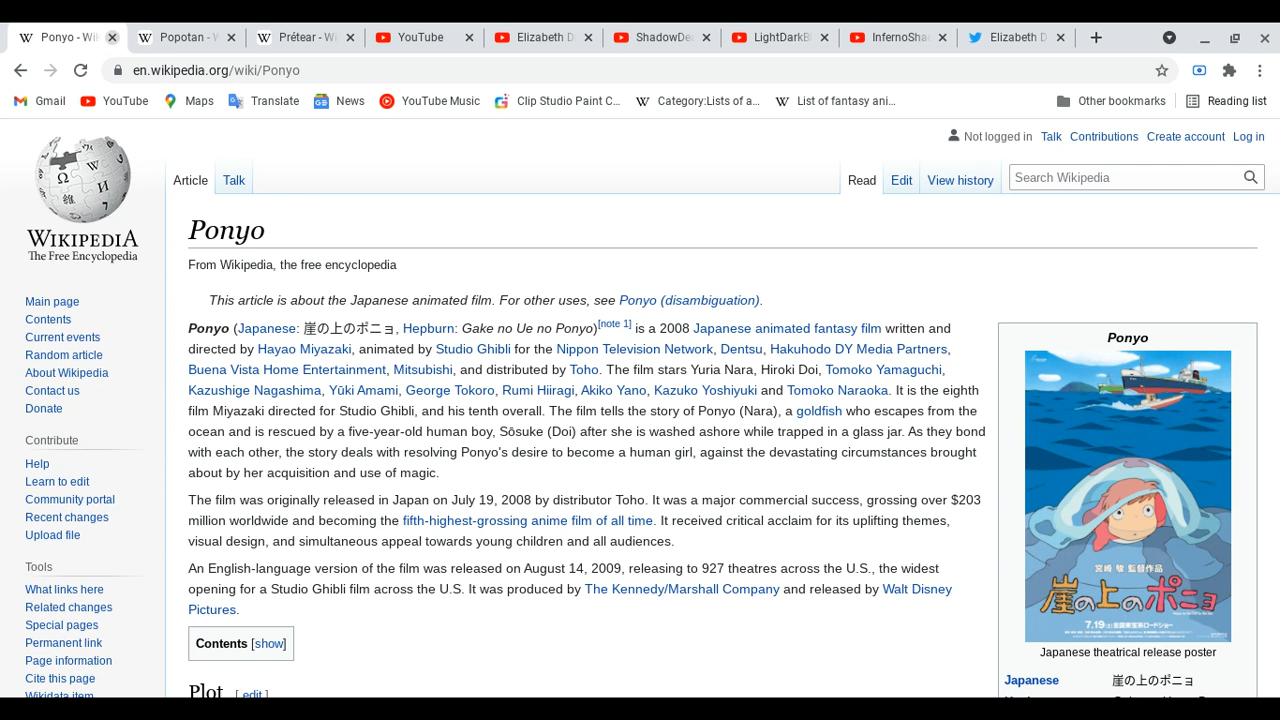 Ponyo - Wi
Popotan - W
Prétear - Wi
YouTube
Elizabeth D
ShadowDea
LightDarkB
InfernoSha
Elizabeth D
en.wikipedia.org/wiki/Ponyo
Gmail
YouTube
Maps
Translate
News
YouTube Music
Clip Studio Paint C...
Category:Lists of a...
List of fantasy ani...
Other bookmarks
Reading list
Not logged in Talk Contributions Create account Log in
Article Talk
Read Edit View history
Search Wikipedia
WIKIPEDIA
The Free Encyclopedia
Main page
Contents
Current events
Random article
About Wikipedia
Contact us
Donate
Contribute
Help
Learn to edit
Community portal
Recent changes
Upload file
Tools
What links here
Related changes
Special pages
Permanent link
Page information
Cite this page
Wikidata item
Ponyo
From Wikipedia, the free encyclopedia
This article is about the Japanese animated film. For other uses, see Ponyo (disambiguation).
Ponyo (Japanese: 崖の上のポニョ, Hepburn: Gake no Ue no Ponyo)[note 1] is a 2008 Japanese animated fantasy film written and
directed by Hayao Miyazaki, animated by Studio Ghibli for the Nippon Television Network, Dentsu, Hakuhodo DY Media Partners,
Buena Vista Home Entertainment, Mitsubishi, and distributed by Toho. The film stars Yuria Nara, Hiroki Doi, Tomoko Yamaguchi,
Kazushige Nagashima, Yūki Amami, George Tokoro, Rumi Hiiragi, Akiko Yano, Kazuko Yoshiyuki and Tomoko Naraoka. It is the eighth
film Miyazaki directed for Studio Ghibli, and his tenth overall. The film tells the story of Ponyo (Nara), a goldfish who escapes from the
ocean and is rescued by a five-year-old human boy, Sōsuke (Doi) after she is washed ashore while trapped in a glass jar. As they bond
with each other, the story deals with resolving Ponyo's desire to become a human girl, against the devastating circumstances brought
about by her acquisition and use of magic.
The film was originally released in Japan on July 19, 2008 by distributor Toho. It was a major commercial success, grossing over $203
million worldwide and becoming the fifth-highest-grossing anime film of all time. It received critical acclaim for its uplifting themes,
visual design, and simultaneous appeal towards young children and all audiences.
An English-language version of the film was released on August 14, 2009, releasing to 927 theatres across the U.S., the widest
opening for a Studio Ghibli film across the U.S. It was produced by The Kennedy/Marshall Company and released by Walt Disney
Pictures.
Contents [show]
Plot [ edit ]
Ponyo
宮崎 駿 監督作品
崖の上のポニョ
7.19
Japanese theatrical release poster
Japanese 崖の上のポニョ